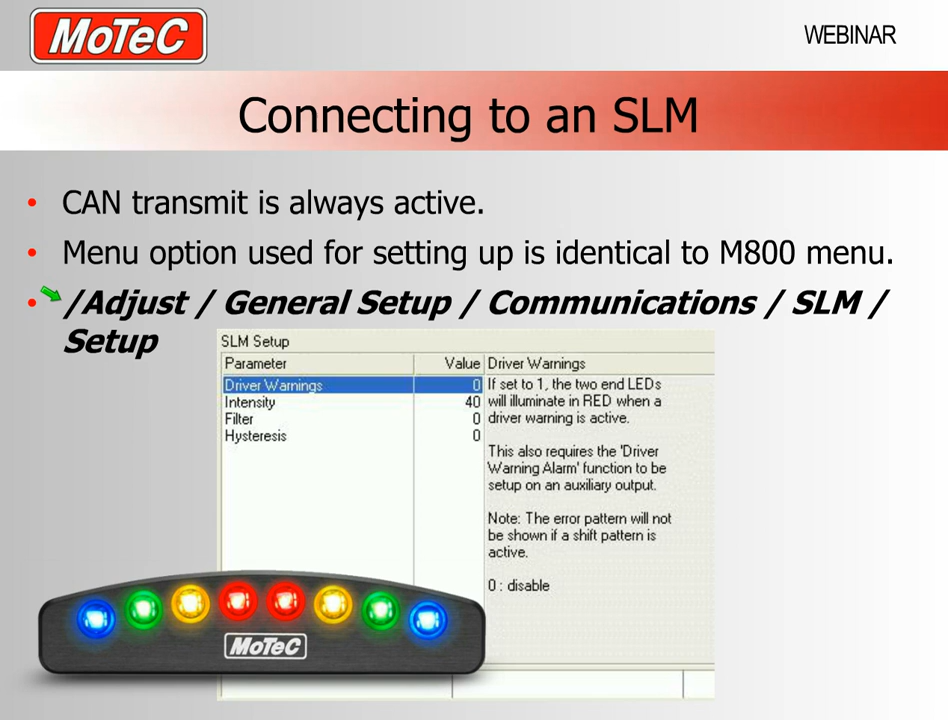 MoTeC
WEBINAR
Connecting to an SLM
• CAN transmit is always active.
• Menu option used for setting up is identical to M800 menu.
• /Adjust / General Setup / Communications / SLM /
Setup
SLM Setup
Parameter Value Driver Warnings
Driver Warnings 0 If set to 1, the two end LEDs
Intensity 40 will illuminate in RED when a
Filter 0 driver warning is active.
Hysteresis 0
This also requires the 'Driver
Warning Alarm' function to be
setup on an auxiliary output.
Note: The error pattern will not
be shown if a shift pattern is
active.
0 : disable
MoTeC